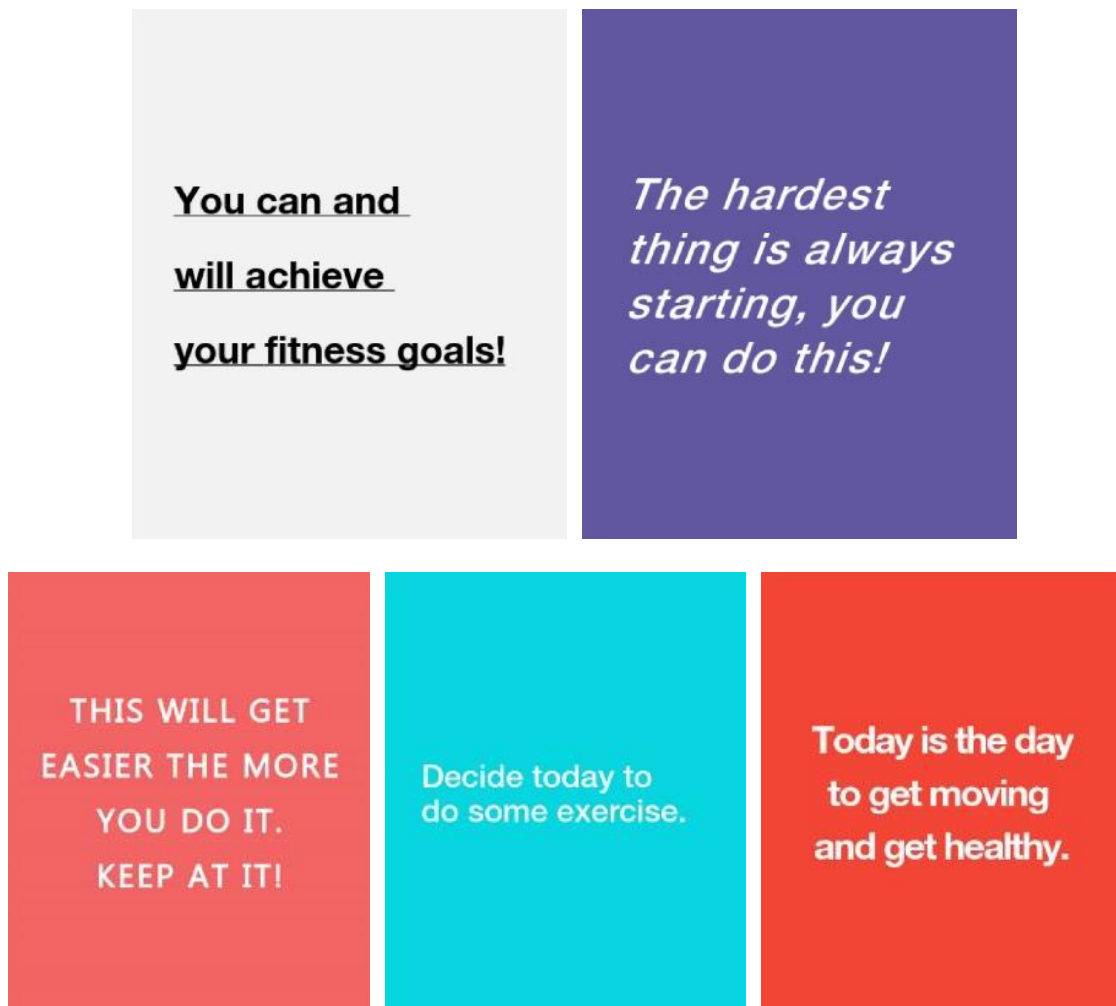 You can and
will achieve
your fitness goals!
The hardest
thing is always
starting, you
can do this!
THIS WILL GET
EASIER THE MORE
YOU DO IT.
KEEP AT IT!
Decide today to
do some exercise.
Today is the day
to get moving
and get healthy.